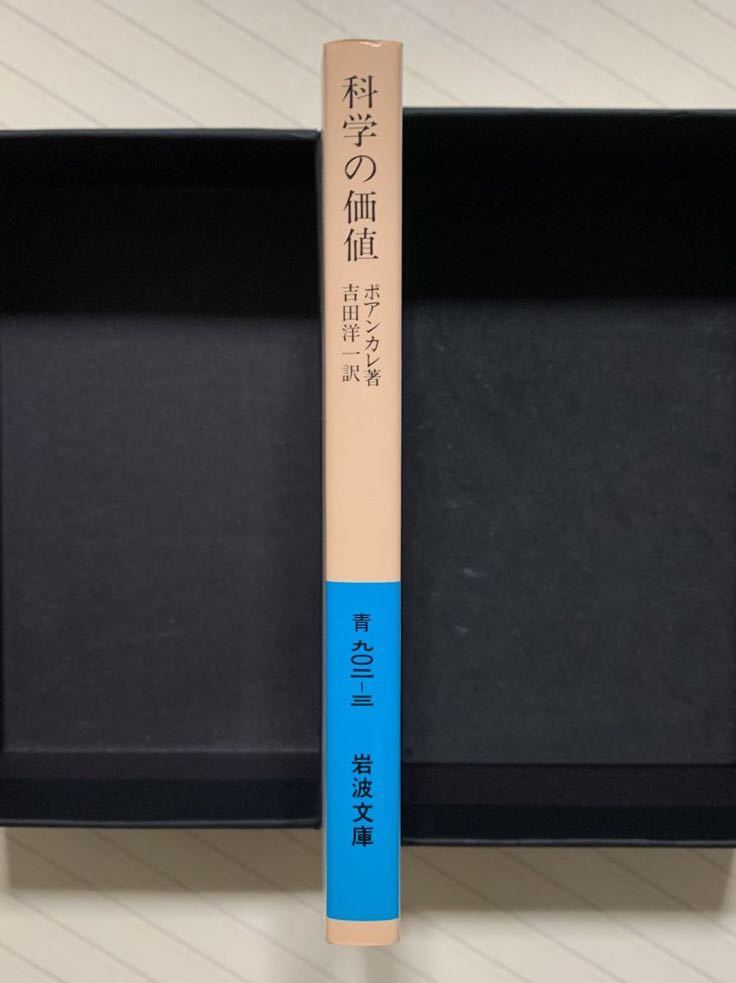 科学の価値
ポアンカレ著
吉田洋一訳
青九〇二-三
岩波文庫